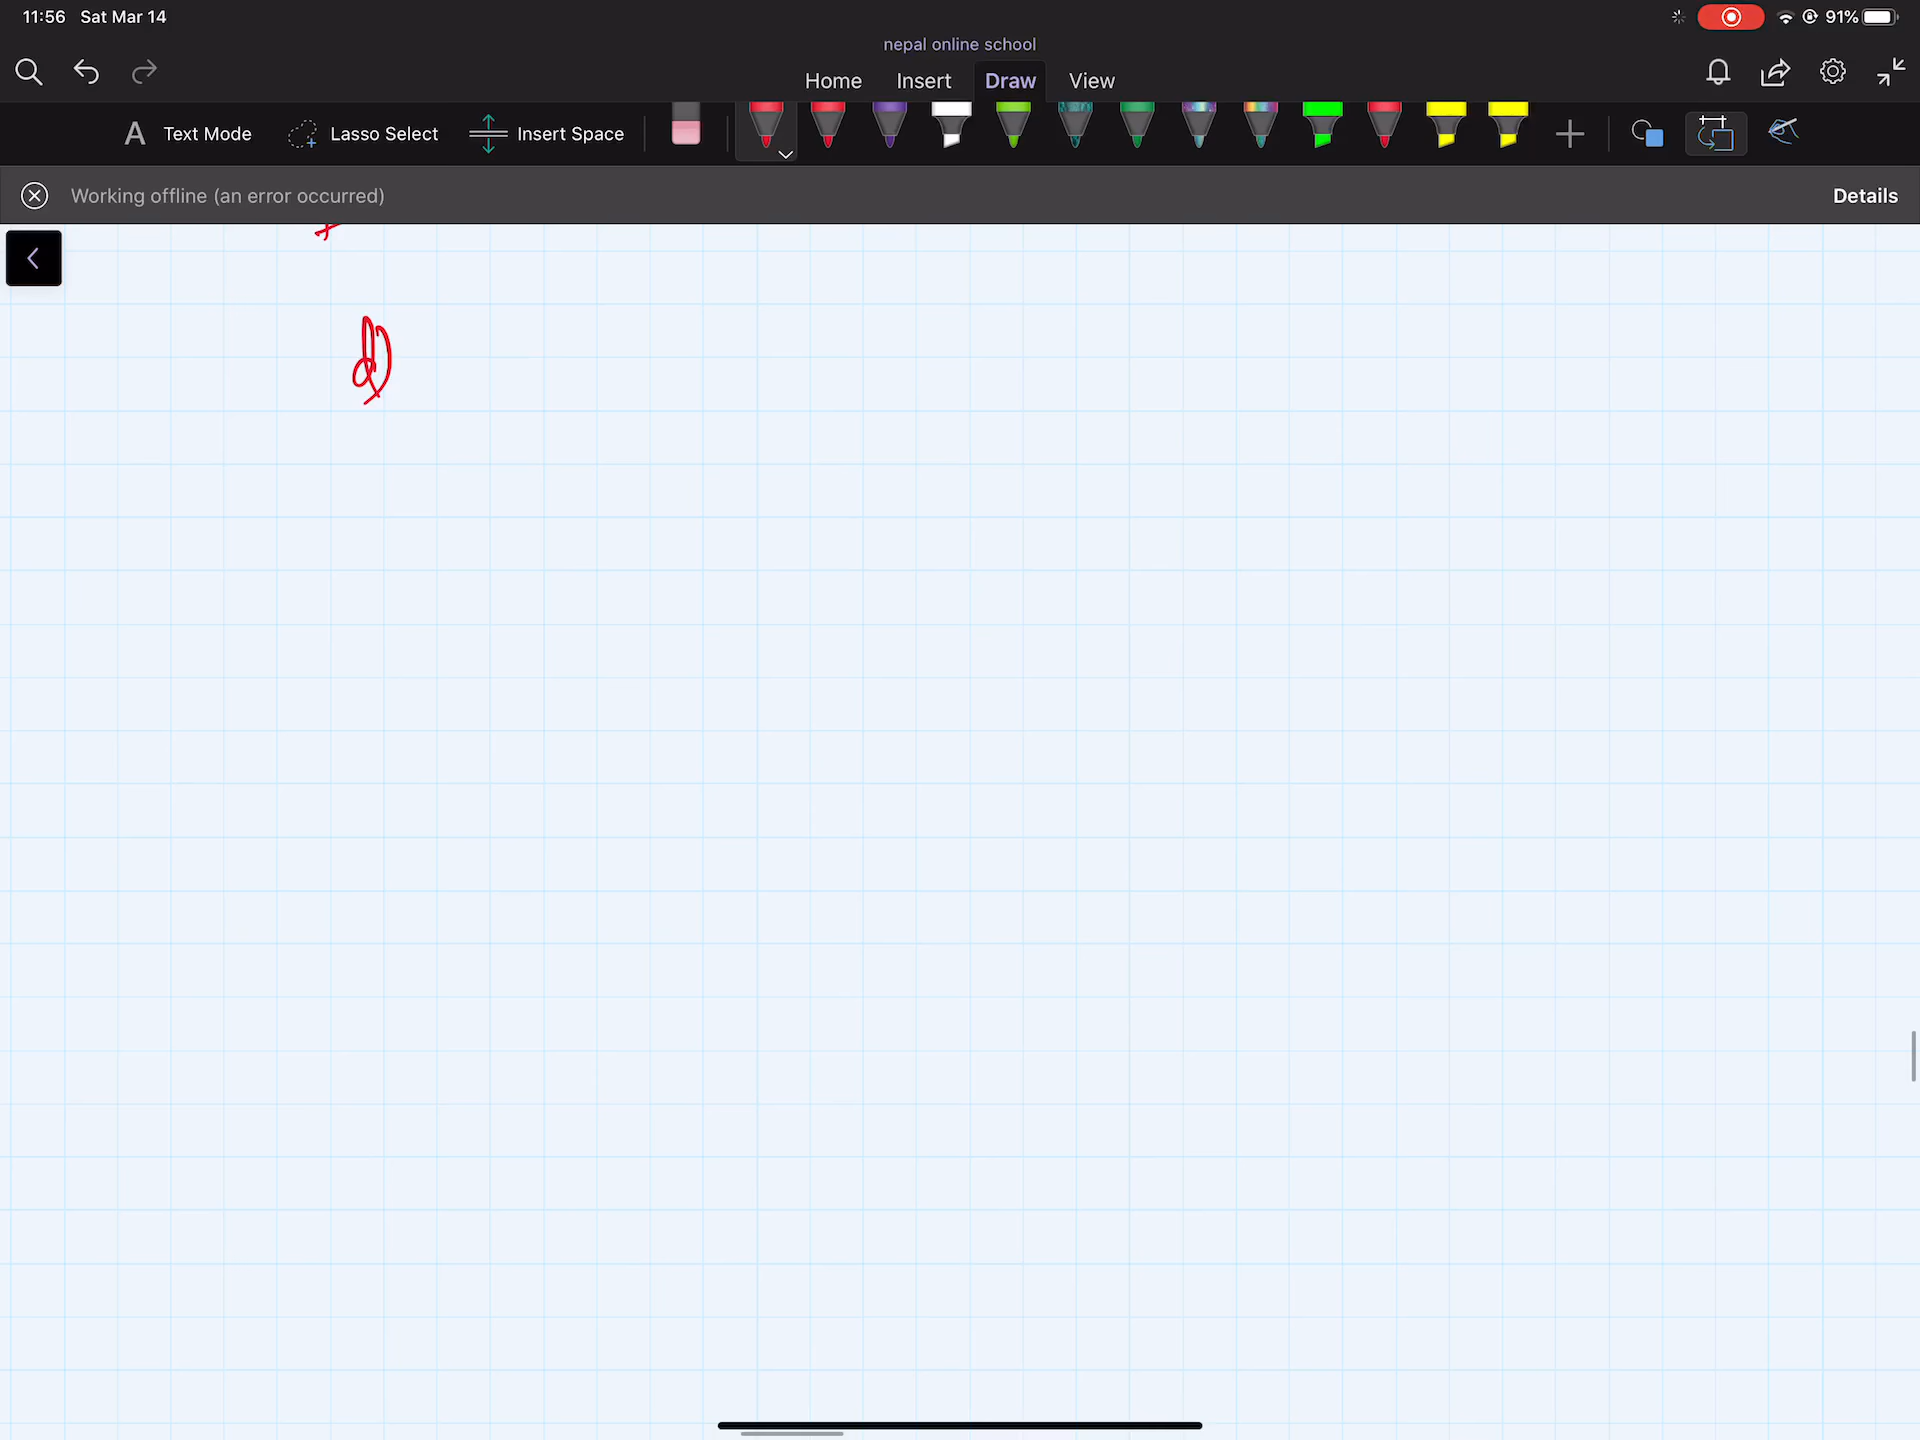 11:56 Sat Mar 14 91%
nepal online school
Home Insert Draw View
A Text Mode Lasso Select Insert Space
Working offline (an error occurred) Details
d)